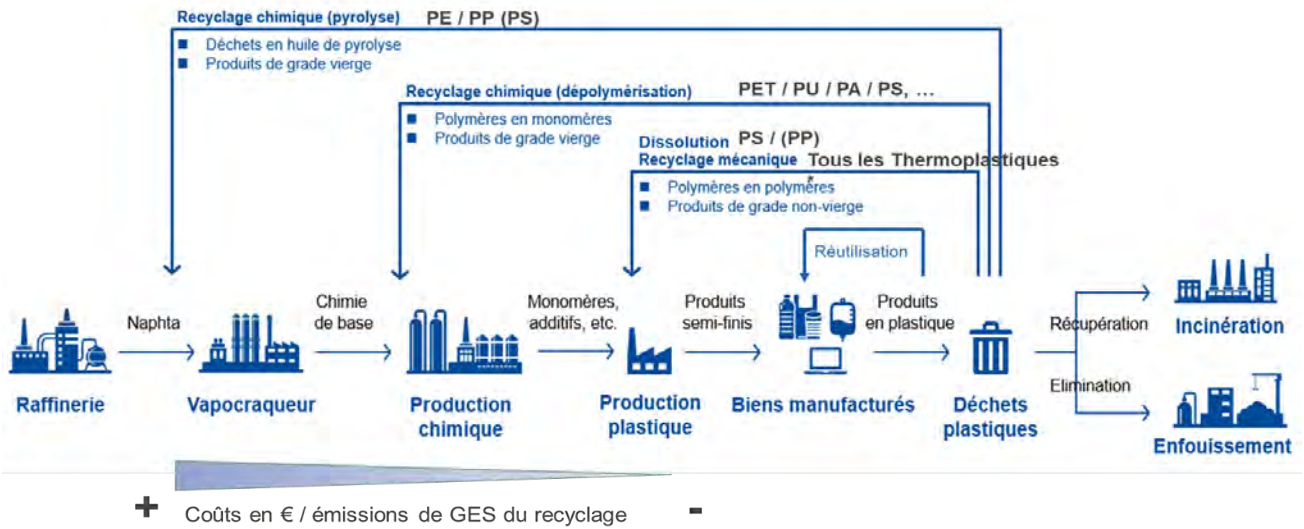 Recyclage chimique (pyrolyse) PE / PP (PS)
Déchets en huile de pyrolyse
Produits de grade vierge
Recyclage chimique (dépolymérisation) PET / PU / PA / PS, ...
Polymères en monomères
Produits de grade vierge
Dissolution PS / (PP)
Recyclage mécanique Tous les Thermoplastiques
*
Polymères en polymères
Produits de grade non-vierge
Réutilisation
Naphta
Chimie
de base
Monomères,
additifs, etc.
Produits
semi-finis
Produits
en plastique
Récupération
Elimination
Raffinerie
Vapocraqueur
Production
chimique
Production
plastique
Biens manufacturés
Déchets
plastiques
Incinération
Enfouissement
+ Coûts en € / émissions de GES du recyclage -